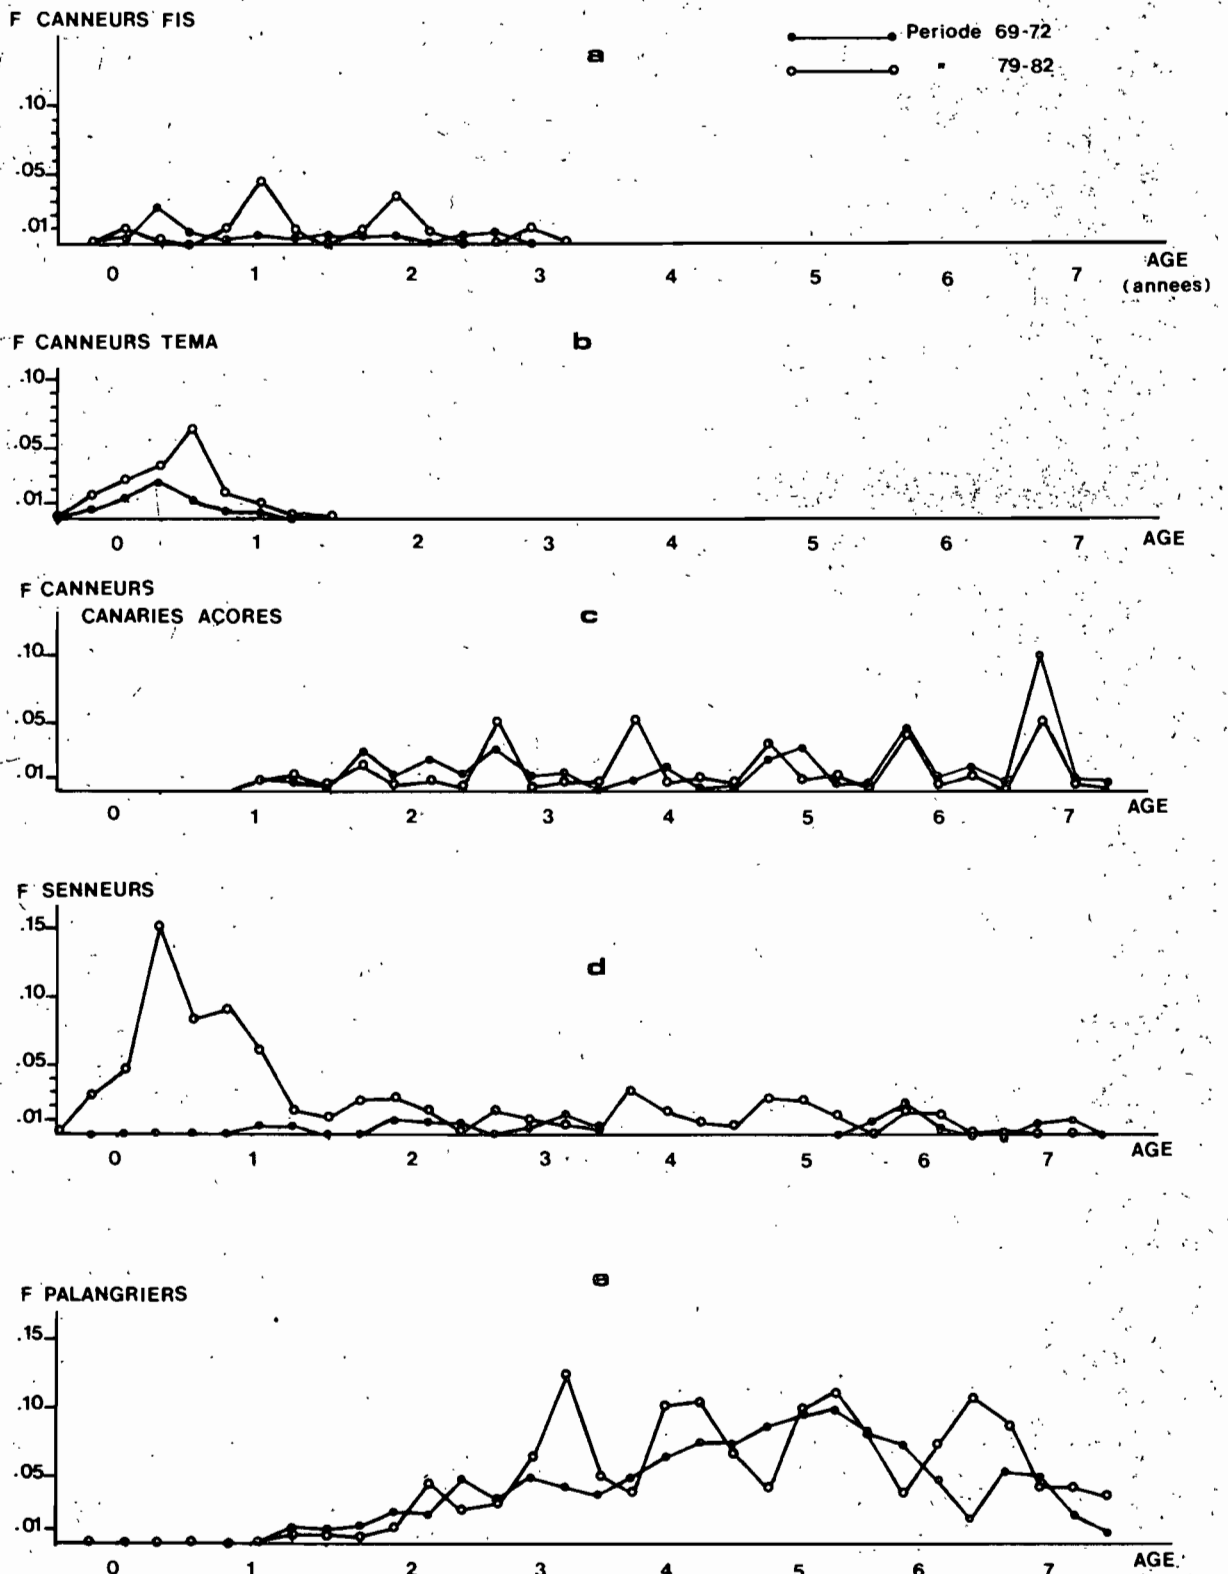 F CANNEURS FIS
a
Periode 69-72
" 79-82
.10
.05
.01
0 1 2 3 4 5 6 7
AGE
(annees)
F CANNEURS TEMA
b
.10
.05
.01
0 1 2 3 4 5 6 7 AGE
F CANNEURS
CANARIES AÇORES
c
.10
.05
.01
0 1 2 3 4 5 6 7 AGE
F SENNEURS
d
.15
.10
.05
.01
0 1 2 3 4 5 6 7 AGE
F PALANGRIERS
e
.15
.10
.05
.01
0 1 2 3 4 5 6 7 AGE